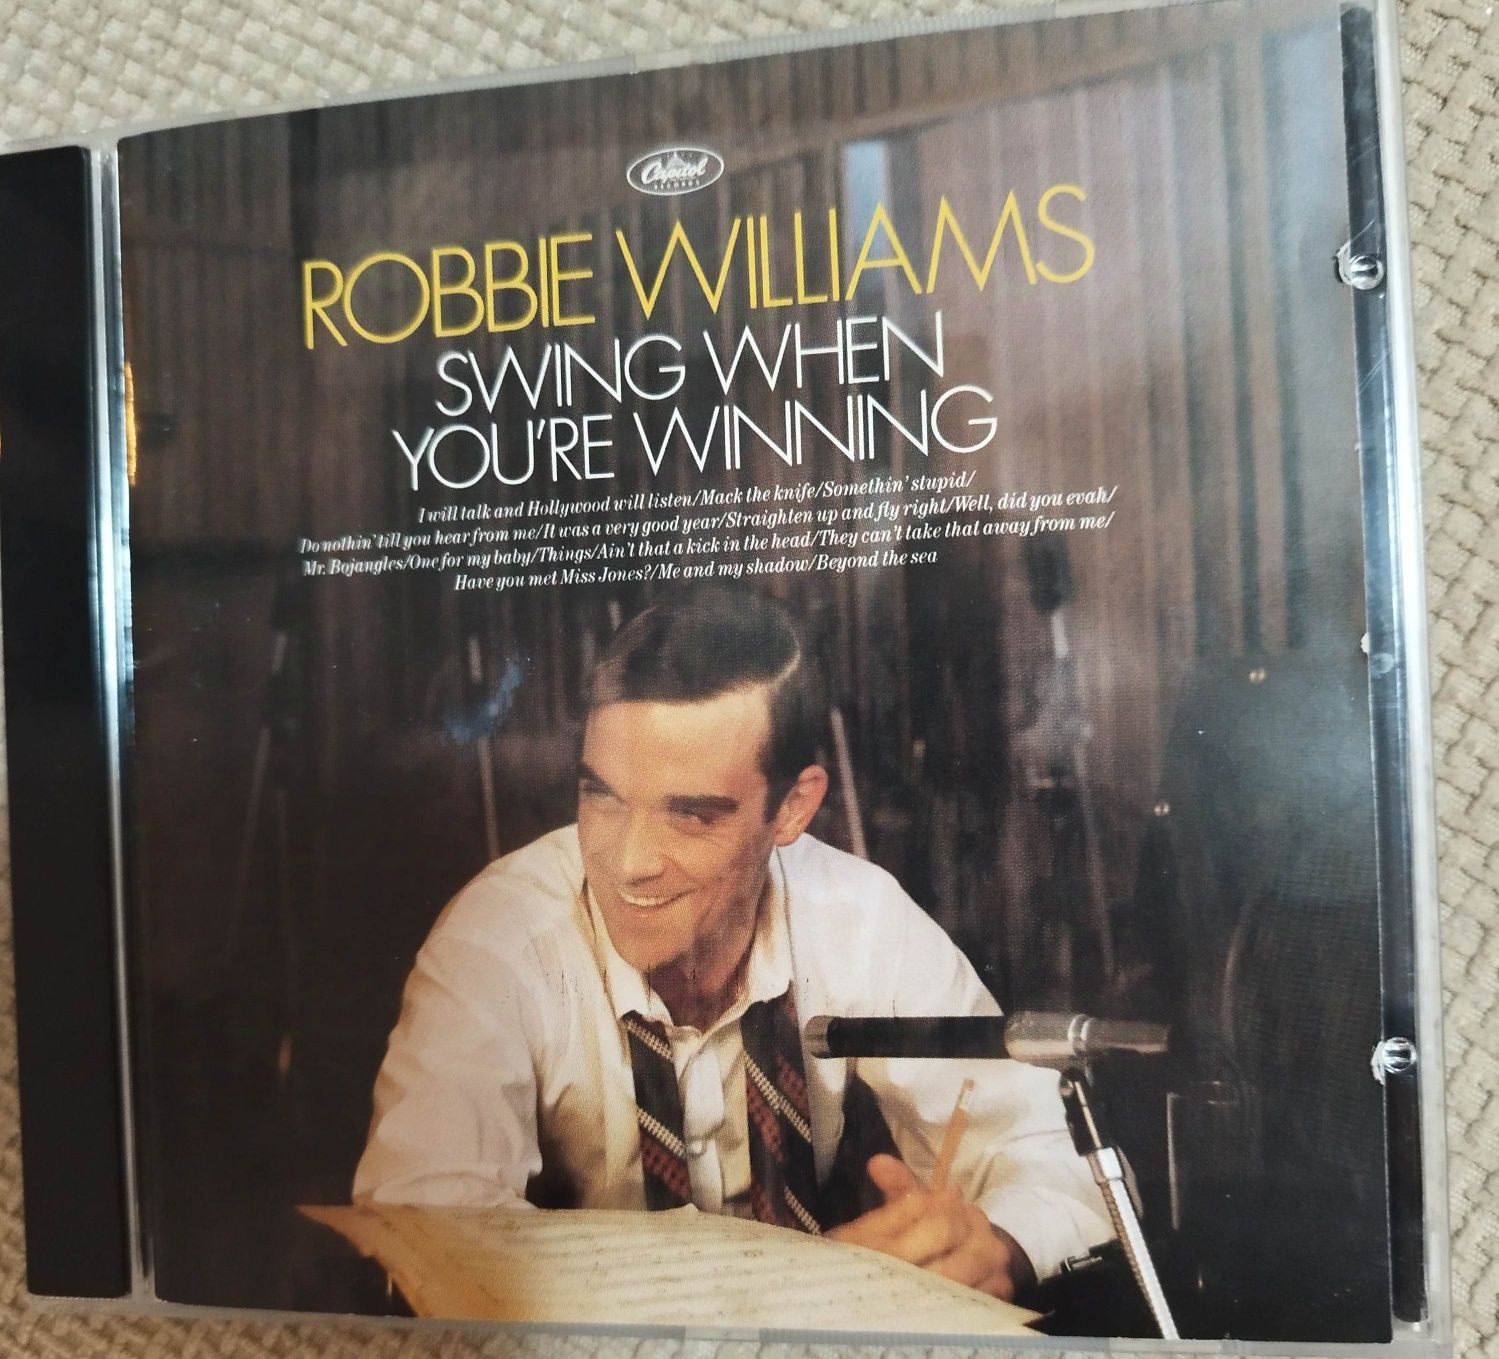 Capitol
RECORDS
ROBBIE WILLIAMS
SWING WHEN
YOU'RE WINNING
I will talk and Hollywood will listen/Mack the knife/Somethin' stupid/
Do nothin' till you hear from me/It was a very good year/Straighten up and fly right/Well, did you evah/
Mr. Bojangles/One for my baby/Things/Ain't that a kick in the head/They can't take that away from me/
Have you met Miss Jones?/Me and my shadow/Beyond the sea